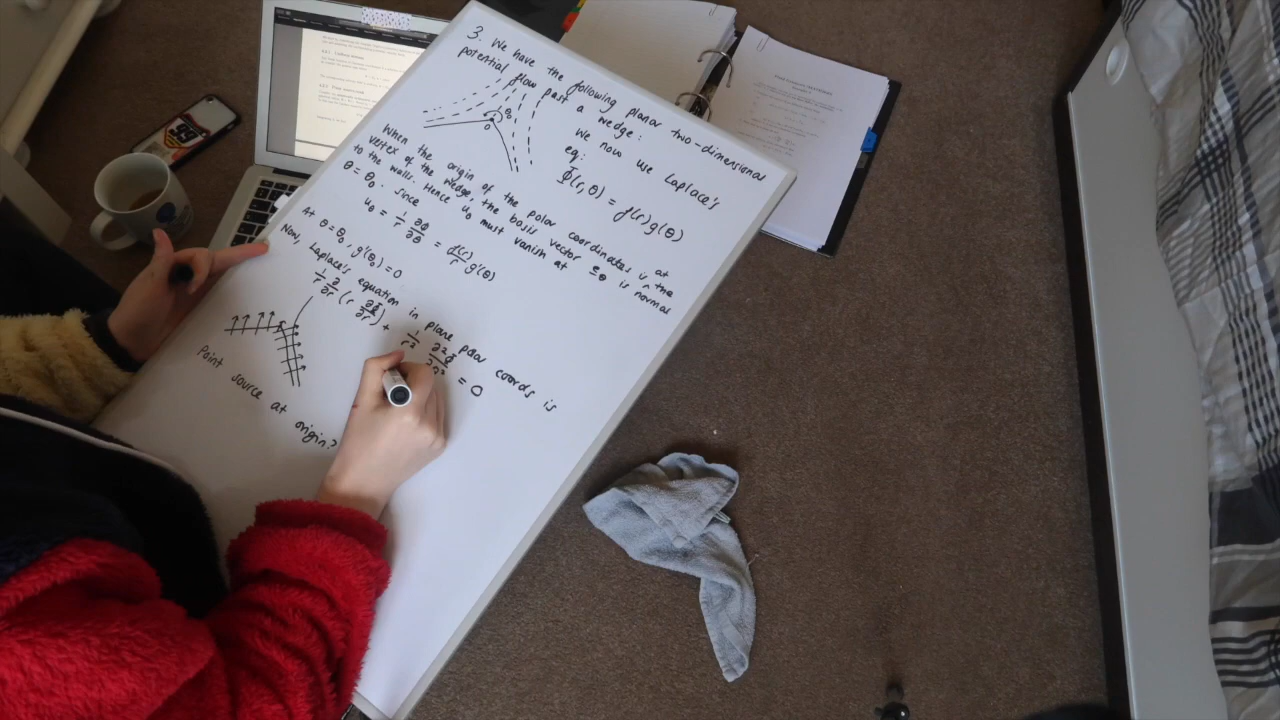 3. We have the following planar two-dimensional
potential flow past a wedge:
θ₀
0
We now use Laplace's
eq:
Φ(r,θ) = f(r)g(θ)
When the origin of the polar coordinates is at
vertex of the wedge, the basis vector e_θ is normal
to the walls. Hence u_θ must vanish at
θ = θ₀. Since
u_θ = 1/r ∂Φ/∂θ = f(r)/r g'(θ)
At θ = θ₀, g'(θ₀) = 0
Now, Laplace's equation in plane polar coords is
1/r ∂/∂r (r ∂Φ/∂r) + 1/r² ∂²Φ/∂θ² = 0
Point source at origin?
99